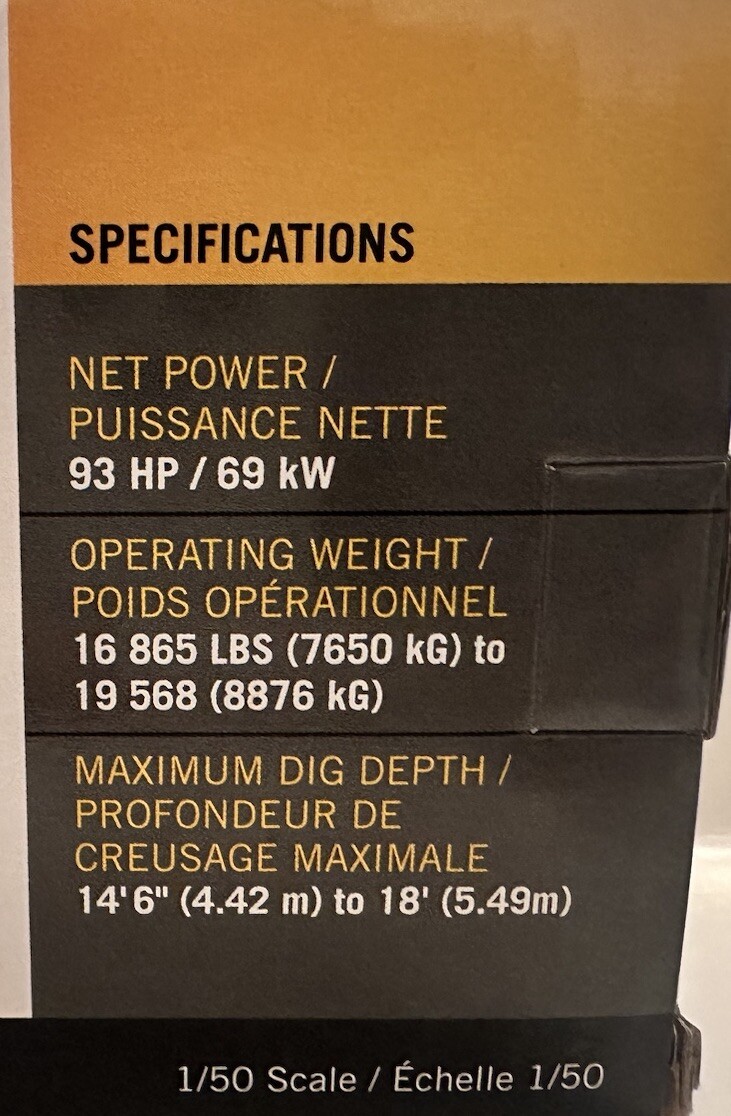 SPECIFICATIONS
NET POWER /
PUISSANCE NETTE
93 HP / 69 kW
OPERATING WEIGHT /
POIDS OPÉRATIONNEL
16 865 LBS (7650 kG) to
19 568 (8876 kG)
MAXIMUM DIG DEPTH /
PROFONDEUR DE
CREUSAGE MAXIMALE
14'6" (4.42 m) to 18' (5.49m)
1/50 Scale / Échelle 1/50